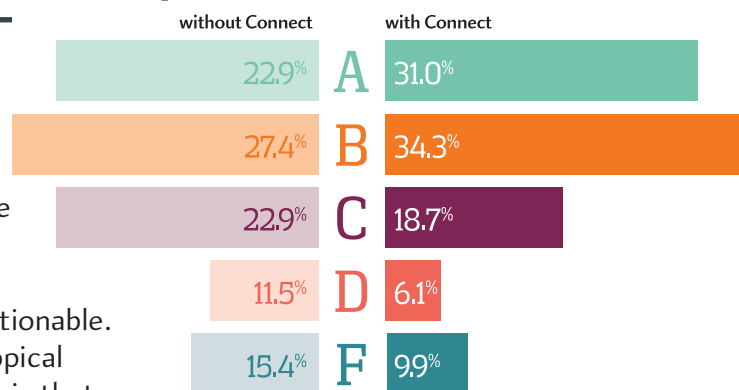 without Connect with Connect
22.9% A 31.0%
27.4% B 34.3%
e
22.9% C 18.7%
11.5% D 6.1%
tionable.
opical
15.4% F 9.9%